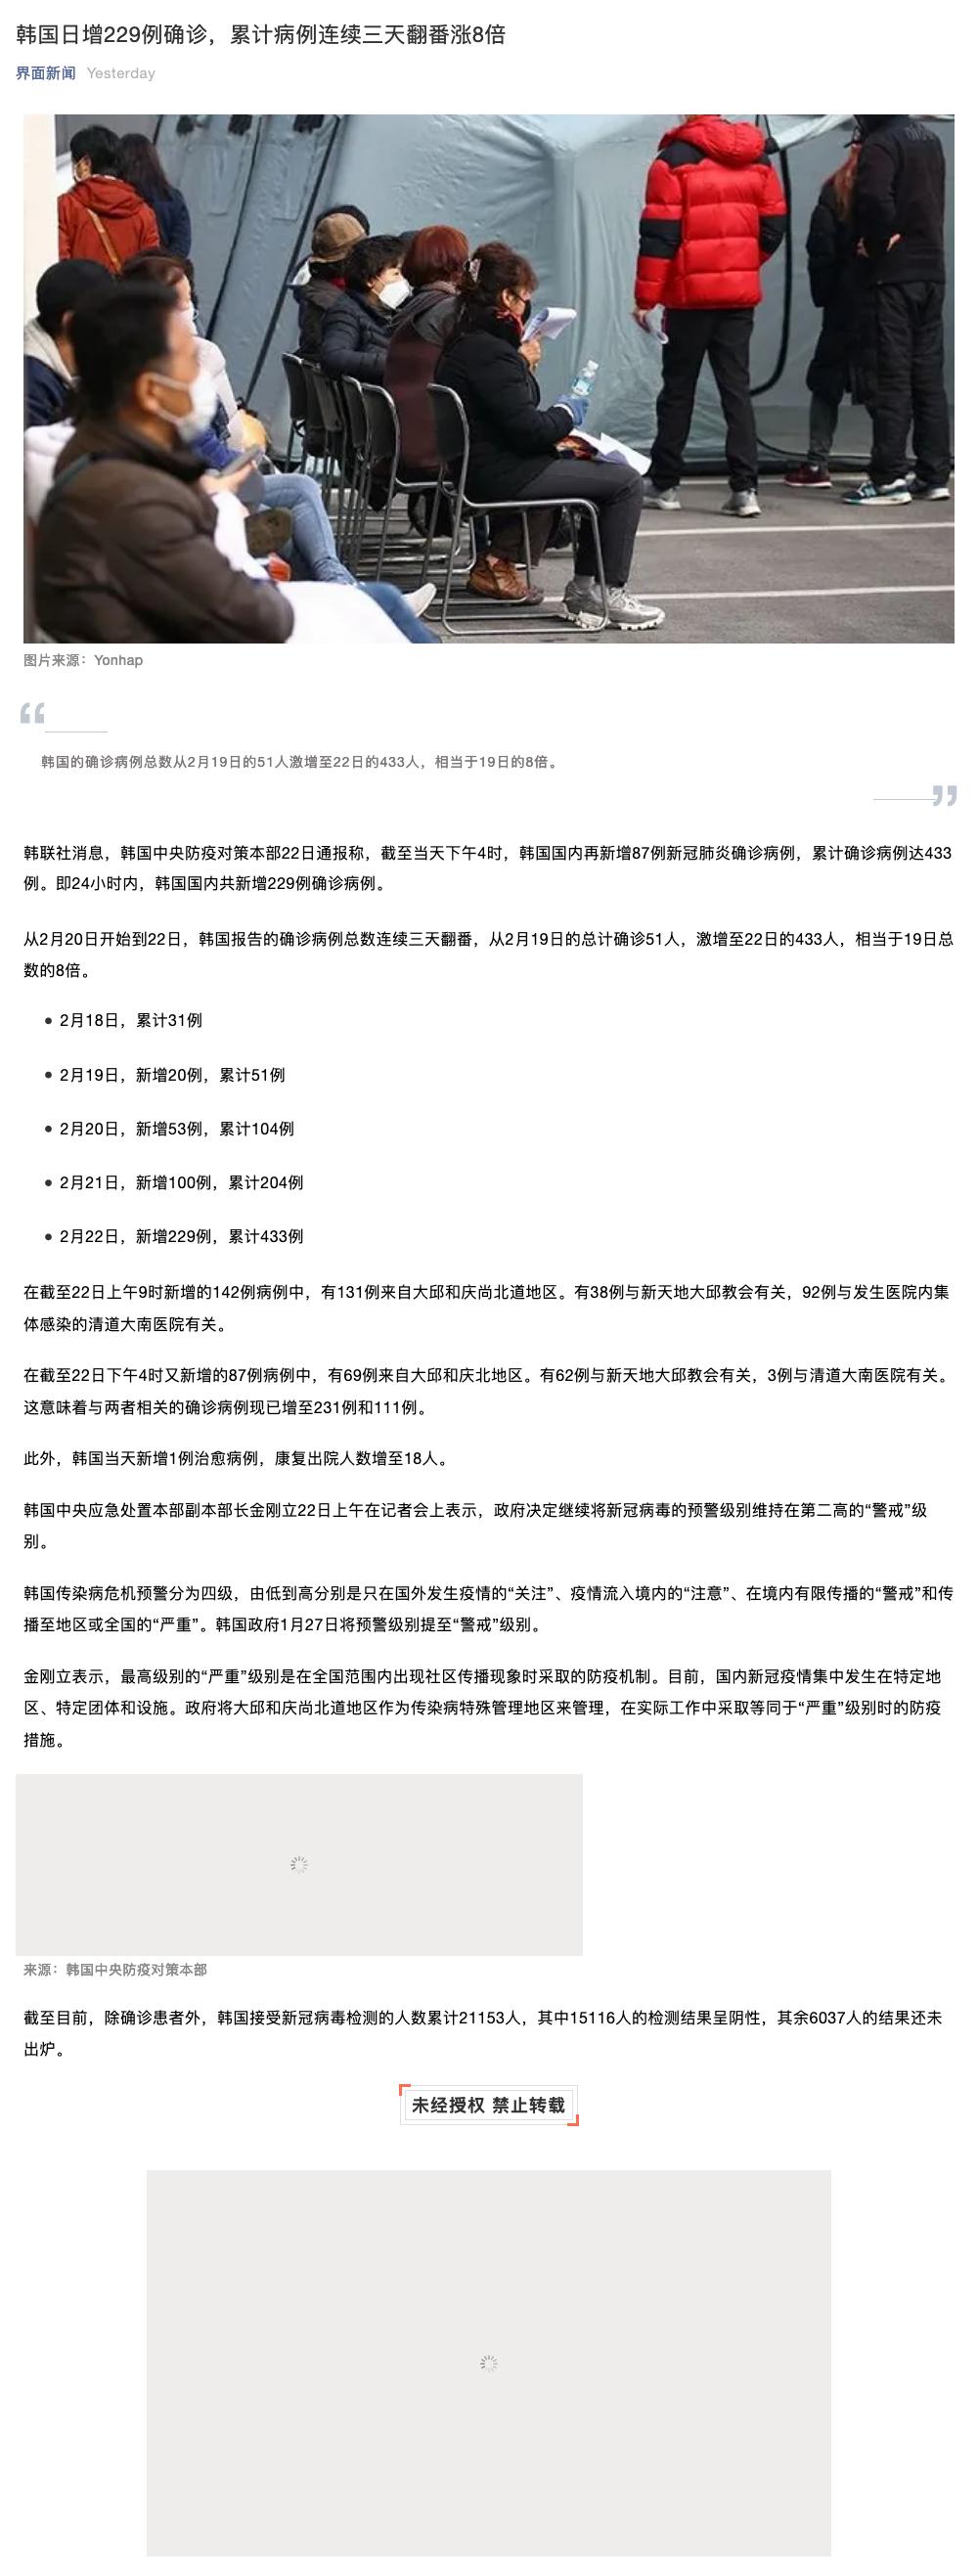 韩国日增229例确诊，累计病例连续三天翻番涨8倍
界面新闻 Yesterday
图片来源：Yonhap
“
韩国的确诊病例总数从2月19日的51人激增至22日的433人，相当于19日的8倍。
”
韩联社消息，韩国中央防疫对策本部22日通报称，截至当天下午4时，韩国国内再新增87例新冠肺炎确诊病例，累计确诊病例达433
例。即24小时内，韩国国内共新增229例确诊病例。
从2月20日开始到22日，韩国报告的确诊病例总数连续三天翻番，从2月19日的总计确诊51人，激增至22日的433人，相当于19日总
数的8倍。
• 2月18日，累计31例
• 2月19日，新增20例，累计51例
• 2月20日，新增53例，累计104例
• 2月21日，新增100例，累计204例
• 2月22日，新增229例，累计433例
在截至22日上午9时新增的142例病例中，有131例来自大邱和庆尚北道地区。有38例与新天地大邱教会有关，92例与发生医院内集
体感染的清道大南医院有关。
在截至22日下午4时又新增的87例病例中，有69例来自大邱和庆北地区。有62例与新天地大邱教会有关，3例与清道大南医院有关。
这意味着与两者相关的确诊病例现已增至231例和111例。
此外，韩国当天新增1例治愈病例，康复出院人数增至18人。
韩国中央应急处置本部副本部长金刚立22日上午在记者会上表示，政府决定继续将新冠病毒的预警级别维持在第二高的“警戒”级
别。
韩国传染病危机预警分为四级，由低到高分别是只在国外发生疫情的“关注”、疫情流入境内的“注意”、在境内有限传播的“警戒”和传
播至地区或全国的“严重”。韩国政府1月27日将预警级别提至“警戒”级别。
金刚立表示，最高级别的“严重”级别是在全国范围内出现社区传播现象时采取的防疫机制。目前，国内新冠疫情集中发生在特定地
区、特定团体和设施。政府将大邱和庆尚北道地区作为传染病特殊管理地区来管理，在实际工作中采取等同于“严重”级别时的防疫
措施。
来源：韩国中央防疫对策本部
截至目前，除确诊患者外，韩国接受新冠病毒检测的人数累计21153人，其中15116人的检测结果呈阴性，其余6037人的结果还未
出炉。
未经授权 禁止转载